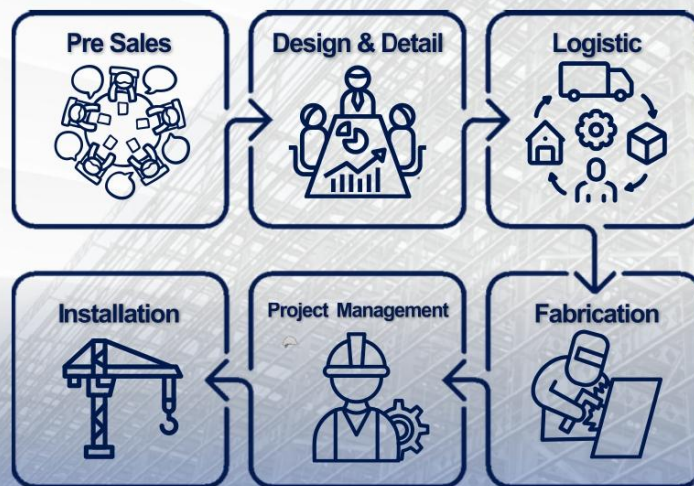 Pre Sales
Design & Detail
Logistic
Installation
Project Management
Fabrication